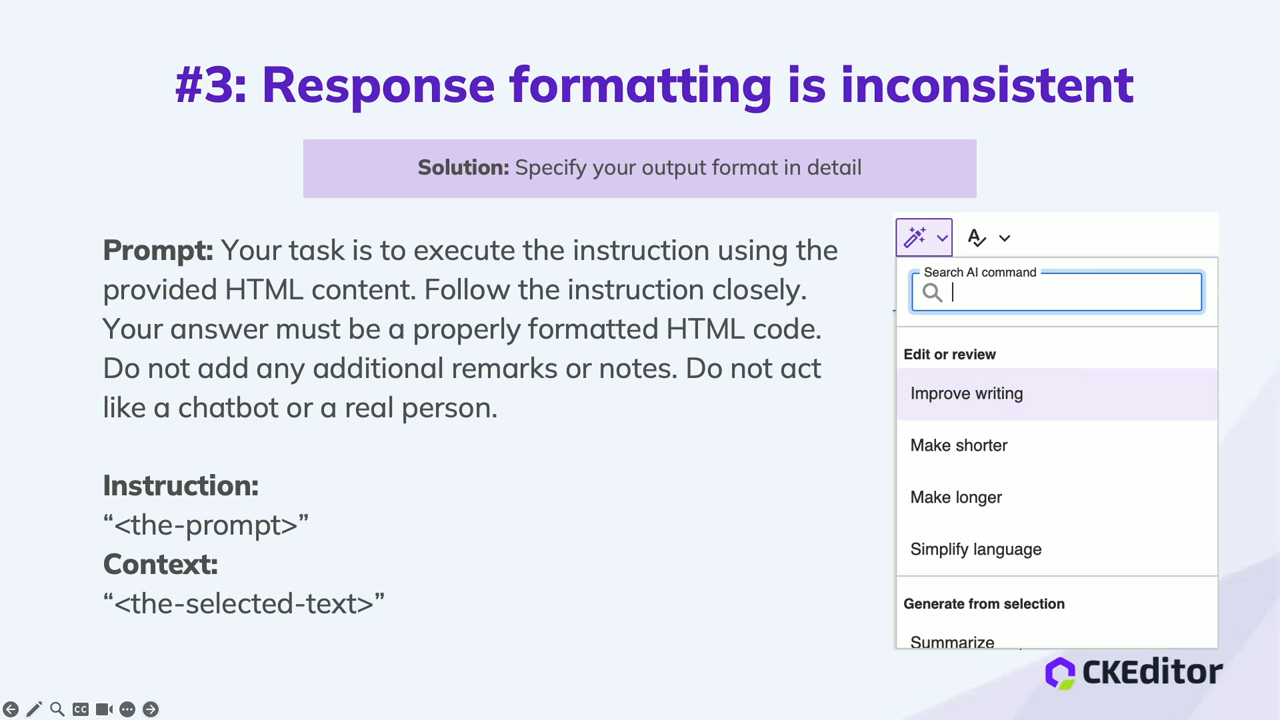 #3: Response formatting is inconsistent
Solution: Specify your output format in detail
Prompt: Your task is to execute the instruction using the
provided HTML content. Follow the instruction closely.
Your answer must be a properly formatted HTML code.
Do not add any additional remarks or notes. Do not act
like a chatbot or a real person.
Instruction:
“<the-prompt>”
Context:
“<the-selected-text>”
Search AI command
Edit or review
Improve writing
Make shorter
Make longer
Simplify language
Generate from selection
Summarize
CKEditor
CC